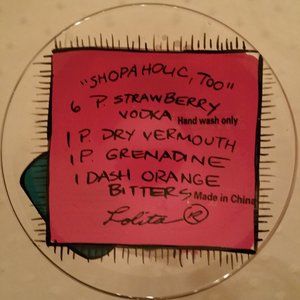 "SHOPAHOLIC, TOO"
6 P. STRAWBERRY
VODKA Hand wash only
1 P. DRY VERMOUTH
1 P. GRENADINE
1 DASH ORANGE
BITTERS Made in China
Lolita ®